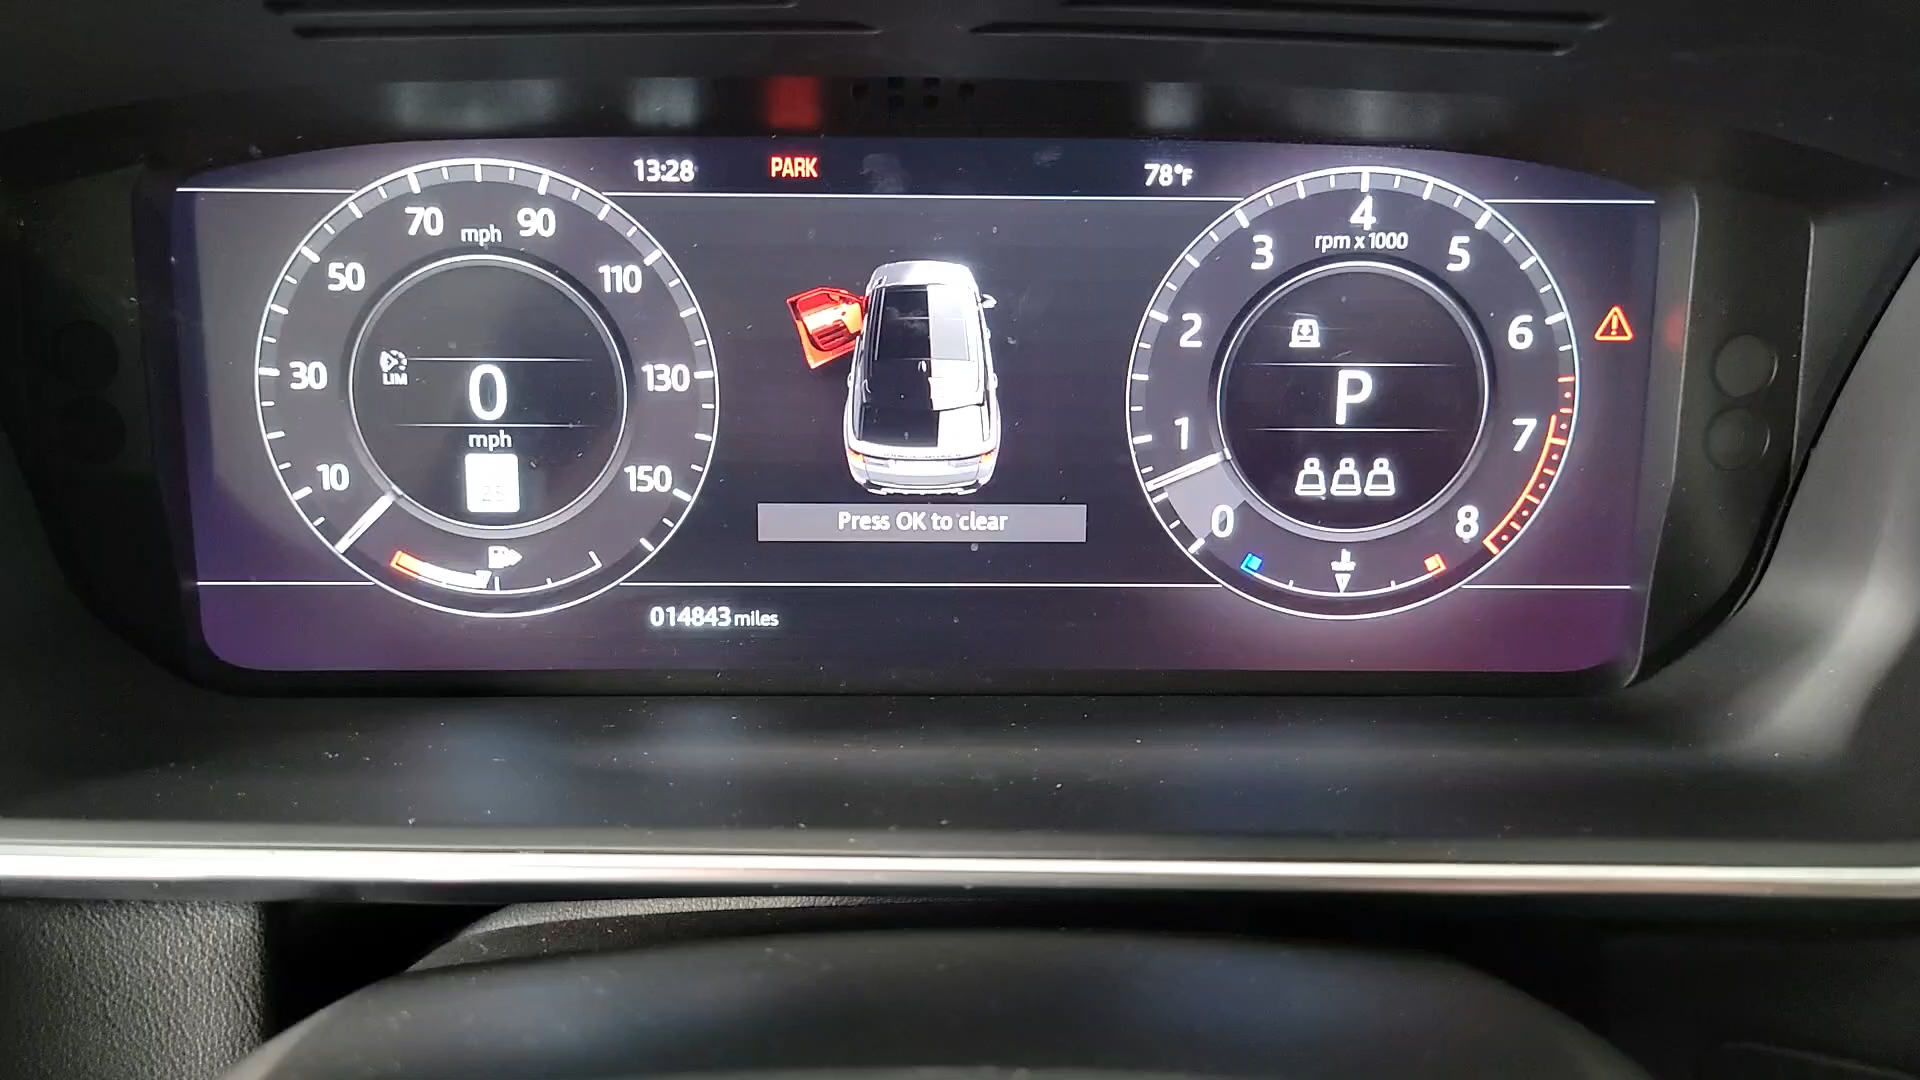 13:28 PARK 78°F
70 mph 90
50 110
30 130
10 150
LIM
0
mph
Press OK to clear
014843 miles
4
rpm x 1000
3 5
2 6
1 7
0 8
P